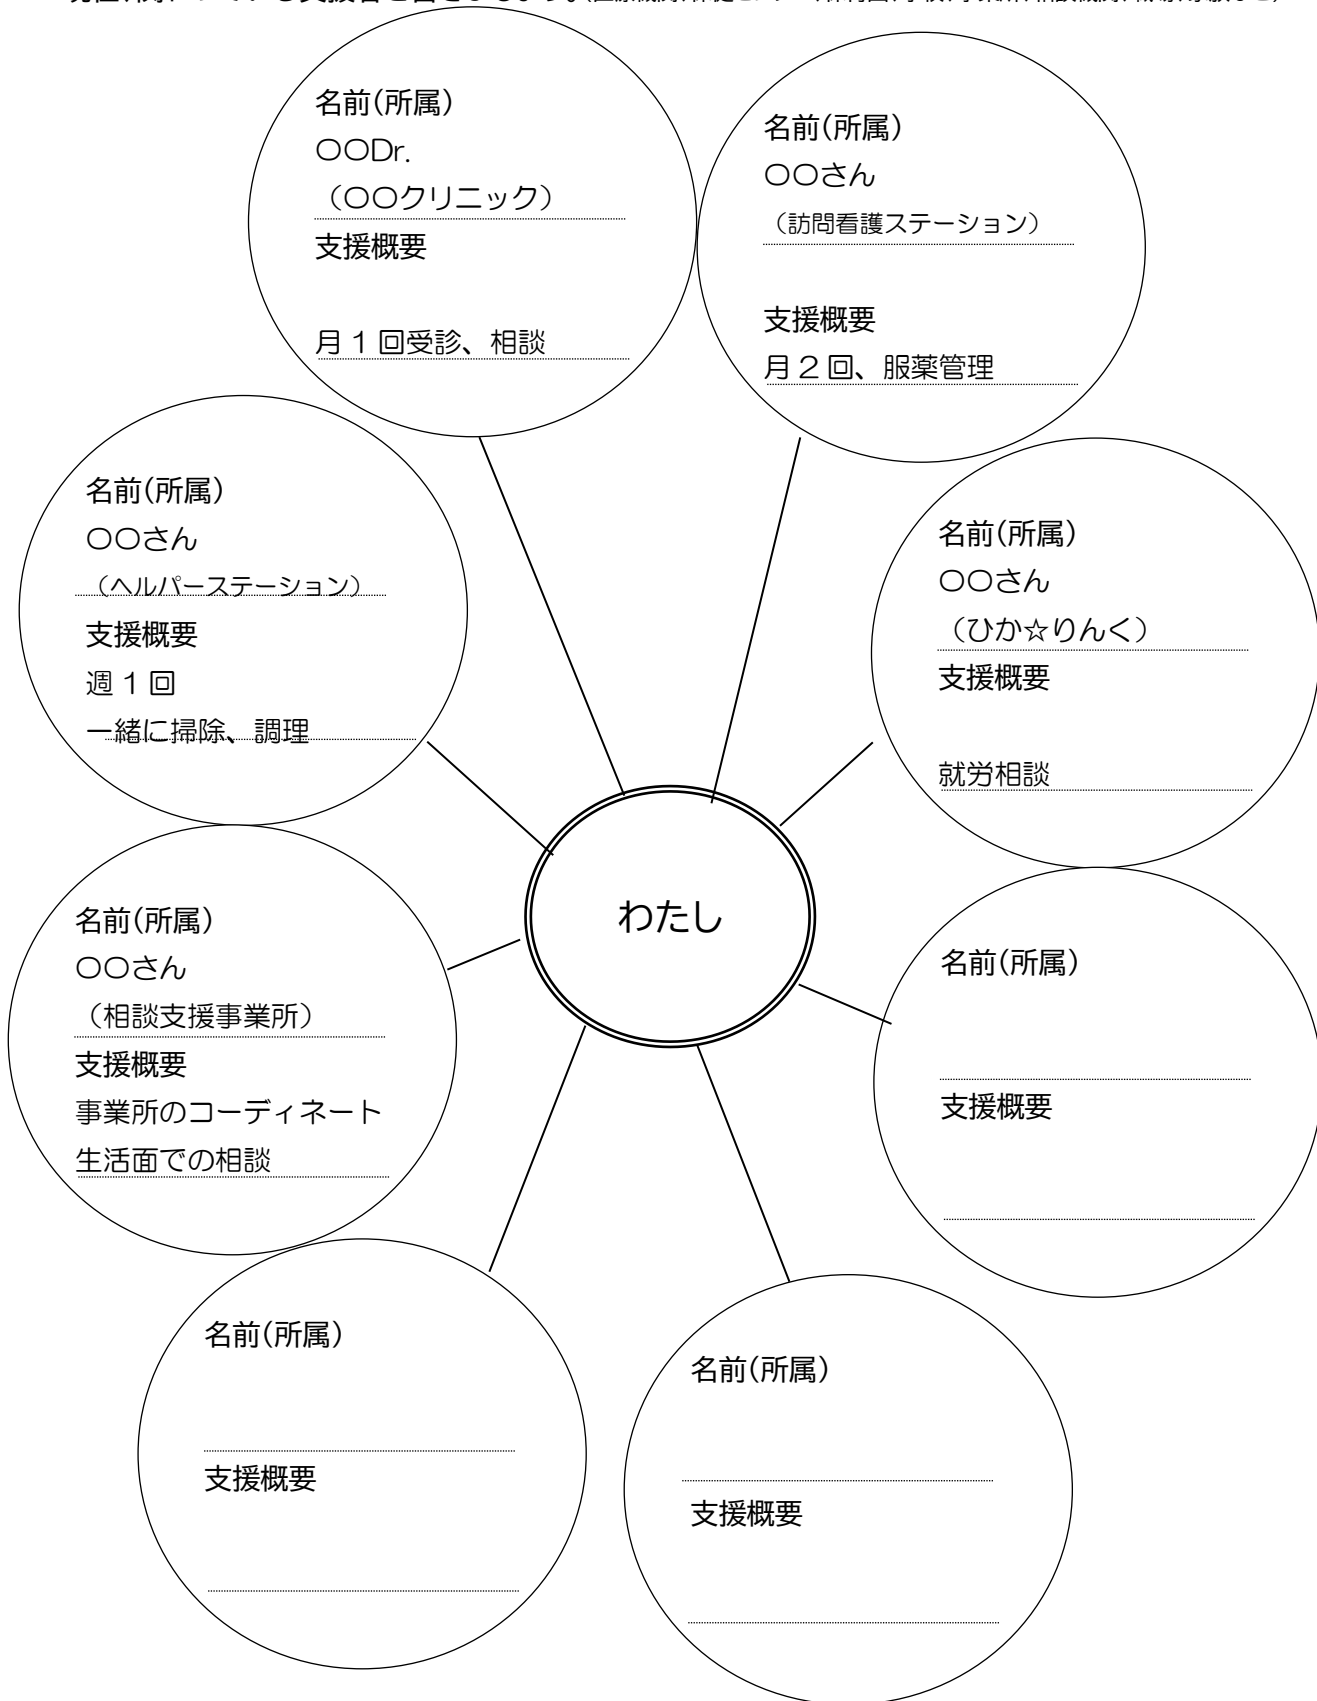 名前(所属)
〇〇Dr.
（〇〇クリニック）
支援概要
月１回受診、相談
名前(所属)
〇〇さん
（訪問看護ステーション）
支援概要
月２回、服薬管理
名前(所属)
〇〇さん
（ヘルパーステーション）
支援概要
週１回
一緒に掃除、調理
名前(所属)
〇〇さん
（ひか☆りんく）
支援概要
就労相談
わたし
名前(所属)
〇〇さん
（相談支援事業所）
支援概要
事業所のコーディネート
生活面での相談
名前(所属)
支援概要
名前(所属)
支援概要
名前(所属)
支援概要